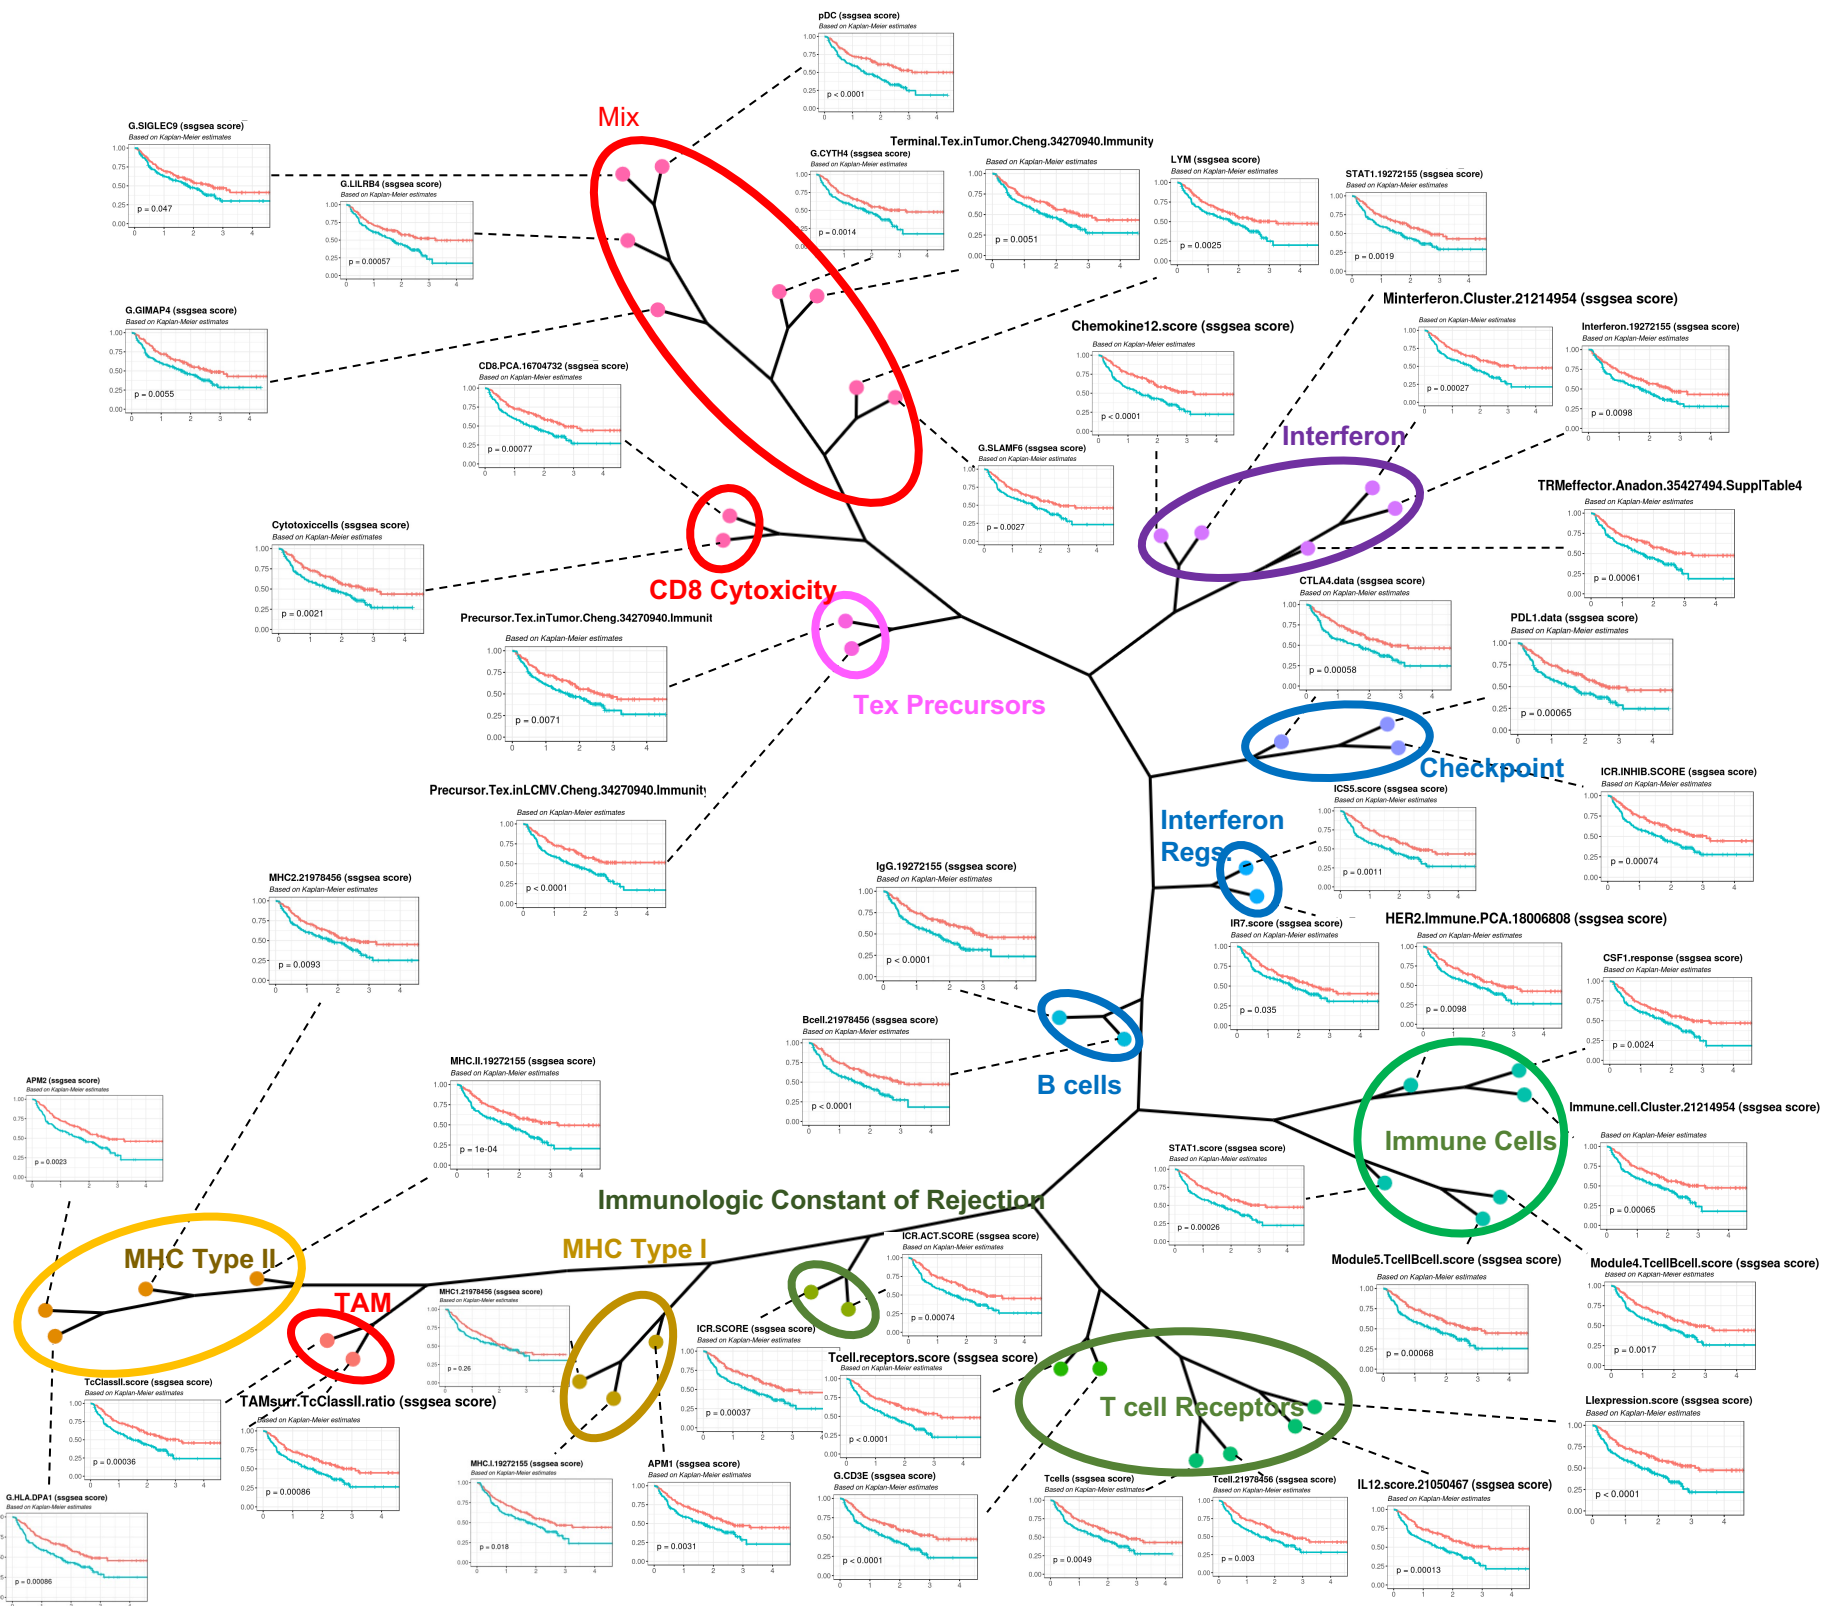 pDC (ssgsea score)
Based on Kaplan-Meier estimates
p < 0.0001
Mix
G.SIGLEC9 (ssgsea score)
Based on Kaplan-Meier estimates
p = 0.047
G.LILRB4 (ssgsea score)
Based on Kaplan-Meier estimates
p = 0.00057
Terminal.Tex.inTumor.Cheng.34270940.Immunity
Based on Kaplan-Meier estimates
p = 0.0051
G.CYTH4 (ssgsea score)
Based on Kaplan-Meier estimates
p = 0.0014
LYM (ssgsea score)
Based on Kaplan-Meier estimates
p = 0.0025
STAT1.19272155 (ssgsea score)
Based on Kaplan-Meier estimates
p = 0.0019
G.GIMAP4 (ssgsea score)
Based on Kaplan-Meier estimates
p = 0.0055
CD8.PCA.16704732 (ssgsea score)
Based on Kaplan-Meier estimates
p = 0.00077
Chemokine12.score (ssgsea score)
Based on Kaplan-Meier estimates
p < 0.0001
Minterferon.Cluster.21214954 (ssgsea score)
Based on Kaplan-Meier estimates
p = 0.00027
Interferon.19272155 (ssgsea score)
Based on Kaplan-Meier estimates
p = 0.0098
Interferon
G.SLAMF6 (ssgsea score)
Based on Kaplan-Meier estimates
p = 0.0027
TRMeffector.Anadon.35427494.SupplTable4
Based on Kaplan-Meier estimates
p = 0.00061
Cytotoxiccells (ssgsea score)
Based on Kaplan-Meier estimates
p = 0.0021
CD8 Cytoxicity
CTLA4.data (ssgsea score)
Based on Kaplan-Meier estimates
p = 0.00058
PDL1.data (ssgsea score)
Based on Kaplan-Meier estimates
p = 0.00065
Precursor.Tex.inTumor.Cheng.34270940.Immunit
Based on Kaplan-Meier estimates
p = 0.0071
Tex Precursors
Checkpoint
ICR.INHIB.SCORE (ssgsea score)
Based on Kaplan-Meier estimates
p = 0.00074
Precursor.Tex.inLCMV.Cheng.34270940.Immunity
Based on Kaplan-Meier estimates
p < 0.0001
ICS5.score (ssgsea score)
Based on Kaplan-Meier estimates
p = 0.0011
Interferon
Regs.
MHC2.21978456 (ssgsea score)
Based on Kaplan-Meier estimates
p = 0.0093
IgG.19272155 (ssgsea score)
Based on Kaplan-Meier estimates
p < 0.0001
IR7.score (ssgsea score)
Based on Kaplan-Meier estimates
p = 0.035
HER2.Immune.PCA.18006808 (ssgsea score)
Based on Kaplan-Meier estimates
p = 0.0098
CSF1.response (ssgsea score)
Based on Kaplan-Meier estimates
p = 0.0024
Bcell.21978456 (ssgsea score)
Based on Kaplan-Meier estimates
p < 0.0001
B cells
APM2 (ssgsea score)
Based on Kaplan-Meier estimates
p = 0.0023
MHC.II.19272155 (ssgsea score)
Based on Kaplan-Meier estimates
p = 1e-04
Immune.cell.Cluster.21214954 (ssgsea score)
Based on Kaplan-Meier estimates
p = 0.00065
Immune Cells
STAT1.score (ssgsea score)
Based on Kaplan-Meier estimates
p = 0.00026
Immunologic Constant of Rejection
MHC Type II
MHC Type I
ICR.ACT.SCORE (ssgsea score)
Based on Kaplan-Meier estimates
p = 0.00074
Module5.TcellBcell.score (ssgsea score)
Based on Kaplan-Meier estimates
p = 0.00068
Module4.TcellBcell.score (ssgsea score)
Based on Kaplan-Meier estimates
p = 0.0017
TAM
MHC1.21978456 (ssgsea score)
Based on Kaplan-Meier estimates
p = 0.26
ICR.SCORE (ssgsea score)
Based on Kaplan-Meier estimates
p = 0.00037
Tcell.receptors.score (ssgsea score)
Based on Kaplan-Meier estimates
p < 0.0001
T cell Receptors
TcClassII.score (ssgsea score)
Based on Kaplan-Meier estimates
p = 0.00036
TAMsurr.TcClassII.ratio (ssgsea score)
Based on Kaplan-Meier estimates
p = 0.00086
LIexpression.score (ssgsea score)
Based on Kaplan-Meier estimates
p < 0.0001
MHC.I.19272155 (ssgsea score)
Based on Kaplan-Meier estimates
p = 0.018
APM1 (ssgsea score)
Based on Kaplan-Meier estimates
p = 0.0031
G.CD3E (ssgsea score)
Based on Kaplan-Meier estimates
p < 0.0001
Tcells (ssgsea score)
Based on Kaplan-Meier estimates
p = 0.0049
Tcell.21978456 (ssgsea score)
Based on Kaplan-Meier estimates
p = 0.003
IL12.score.21050467 (ssgsea score)
Based on Kaplan-Meier estimates
p = 0.00013
G.HLA.DPA1 (ssgsea score)
Based on Kaplan-Meier estimates
p = 0.00086